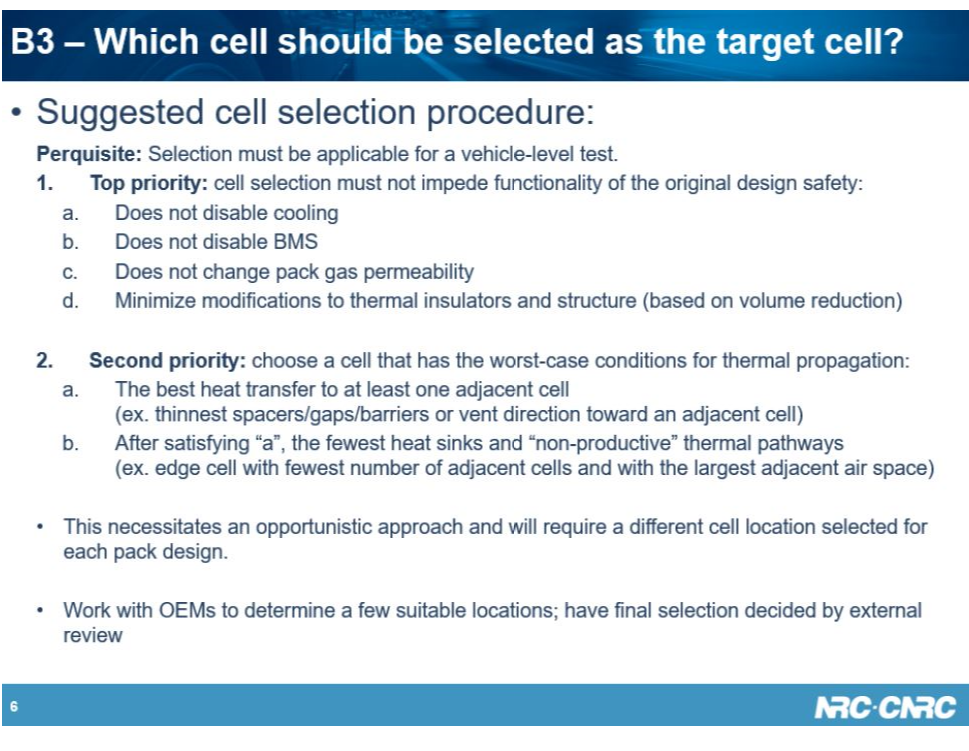 B3 – Which cell should be selected as the target cell?
• Suggested cell selection procedure:
Perquisite: Selection must be applicable for a vehicle-level test.
1. Top priority: cell selection must not impede functionality of the original design safety:
a. Does not disable cooling
b. Does not disable BMS
c. Does not change pack gas permeability
d. Minimize modifications to thermal insulators and structure (based on volume reduction)
2. Second priority: choose a cell that has the worst-case conditions for thermal propagation:
a. The best heat transfer to at least one adjacent cell
(ex. thinnest spacers/gaps/barriers or vent direction toward an adjacent cell)
b. After satisfying “a”, the fewest heat sinks and “non-productive” thermal pathways
(ex. edge cell with fewest number of adjacent cells and with the largest adjacent air space)
• This necessitates an opportunistic approach and will require a different cell location selected for
each pack design.
• Work with OEMs to determine a few suitable locations; have final selection decided by external
review
6
NRC·CNRC